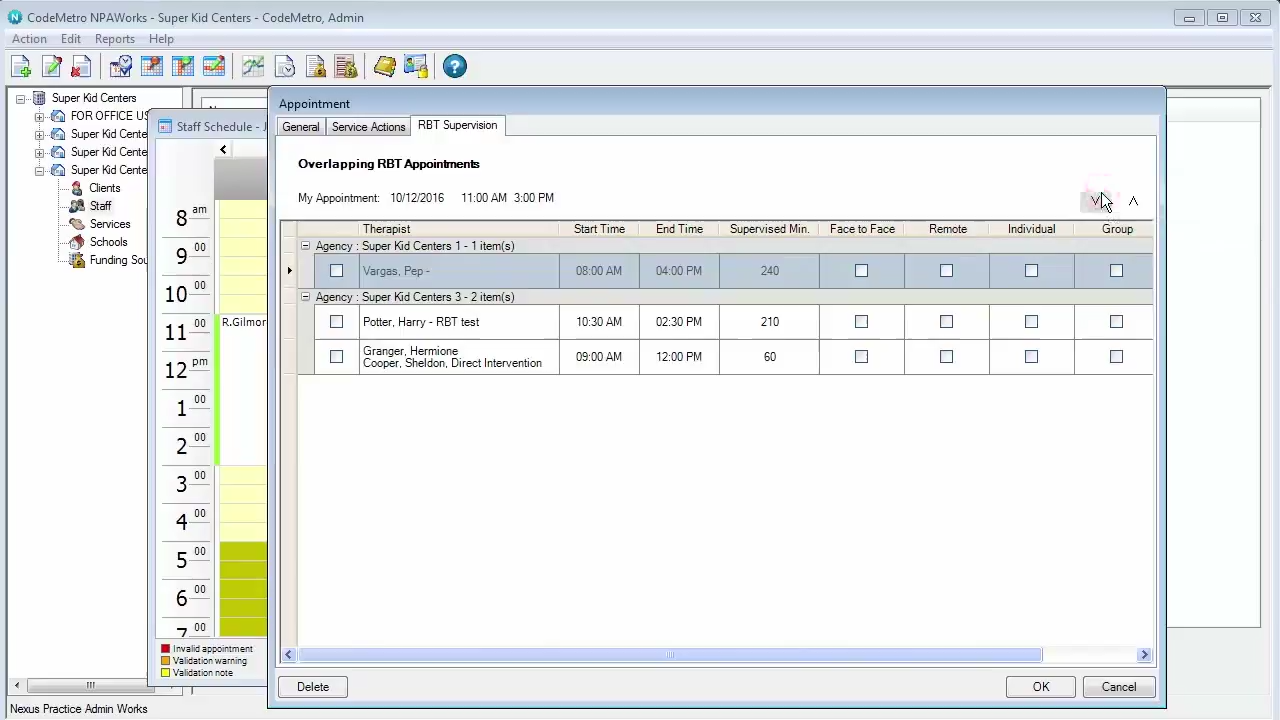 CodeMetro NPAWorks - Super Kid Centers - CodeMetro, Admin
Action Edit Reports Help
Super Kid Centers
FOR OFFICE US
Super Kid Cente
Super Kid Cente
Super Kid Cente
Clients
Staff
Services
Schools
Funding Sou
Staff Schedule - J
<
8 am
9 00
10 00
11 00
R.Gilmor
12 pm
1 00
2 00
3 00
4 00
5 00
6 00
7 00
Invalid appointment
Validation warning
Validation note
Appointment
General Service Actions RBT Supervision
Overlapping RBT Appointments
My Appointment: 10/12/2016 11:00 AM 3:00 PM
Therapist Start Time End Time Supervised Min. Face to Face Remote Individual Group
Agency : Super Kid Centers 1 - 1 item(s)
Vargas, Pep - 08:00 AM 04:00 PM 240
Agency : Super Kid Centers 3 - 2 item(s)
Potter, Harry - RBT test 10:30 AM 02:30 PM 210
Granger, Hermione
Cooper, Sheldon, Direct Intervention 09:00 AM 12:00 PM 60
Delete OK Cancel
Nexus Practice Admin Works